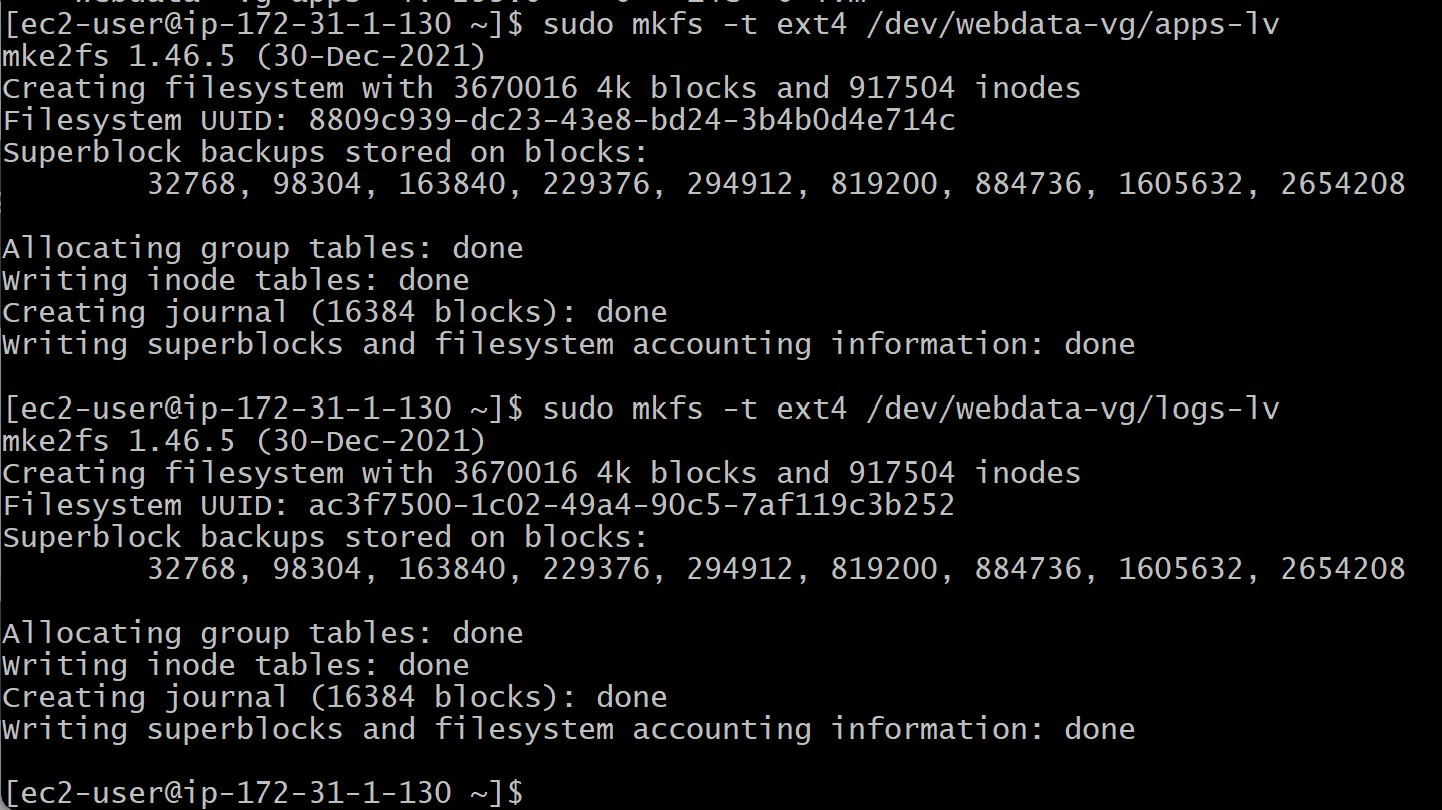 [ec2-user@ip-172-31-1-130 ~]$ sudo mkfs -t ext4 /dev/webdata-vg/apps-lv
mke2fs 1.46.5 (30-Dec-2021)
Creating filesystem with 3670016 4k blocks and 917504 inodes
Filesystem UUID: 8809c939-dc23-43e8-bd24-3b4b0d4e714c
Superblock backups stored on blocks:
        32768, 98304, 163840, 229376, 294912, 819200, 884736, 1605632, 2654208
Allocating group tables: done
Writing inode tables: done
Creating journal (16384 blocks): done
Writing superblocks and filesystem accounting information: done
[ec2-user@ip-172-31-1-130 ~]$ sudo mkfs -t ext4 /dev/webdata-vg/logs-lv
mke2fs 1.46.5 (30-Dec-2021)
Creating filesystem with 3670016 4k blocks and 917504 inodes
Filesystem UUID: ac3f7500-1c02-49a4-90c5-7af119c3b252
Superblock backups stored on blocks:
        32768, 98304, 163840, 229376, 294912, 819200, 884736, 1605632, 2654208
Allocating group tables: done
Writing inode tables: done
Creating journal (16384 blocks): done
Writing superblocks and filesystem accounting information: done
[ec2-user@ip-172-31-1-130 ~]$